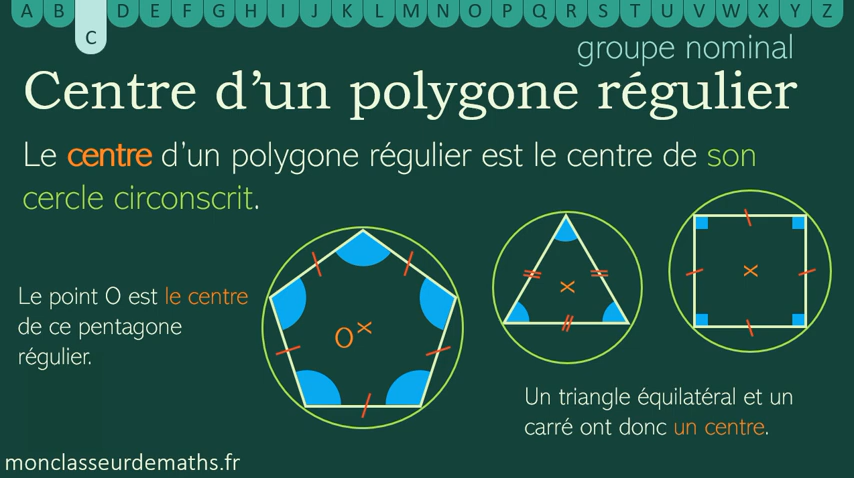 A B D E F G H I J K L M N O P Q R S T U V W X Y Z
C
groupe nominal
Centre d'un polygone régulier
Le centre d'un polygone régulier est le centre de son
cercle circonscrit.
Le point O est le centre
de ce pentagone
régulier.
O
Un triangle équilatéral et un
carré ont donc un centre.
monclasseurdemaths.fr